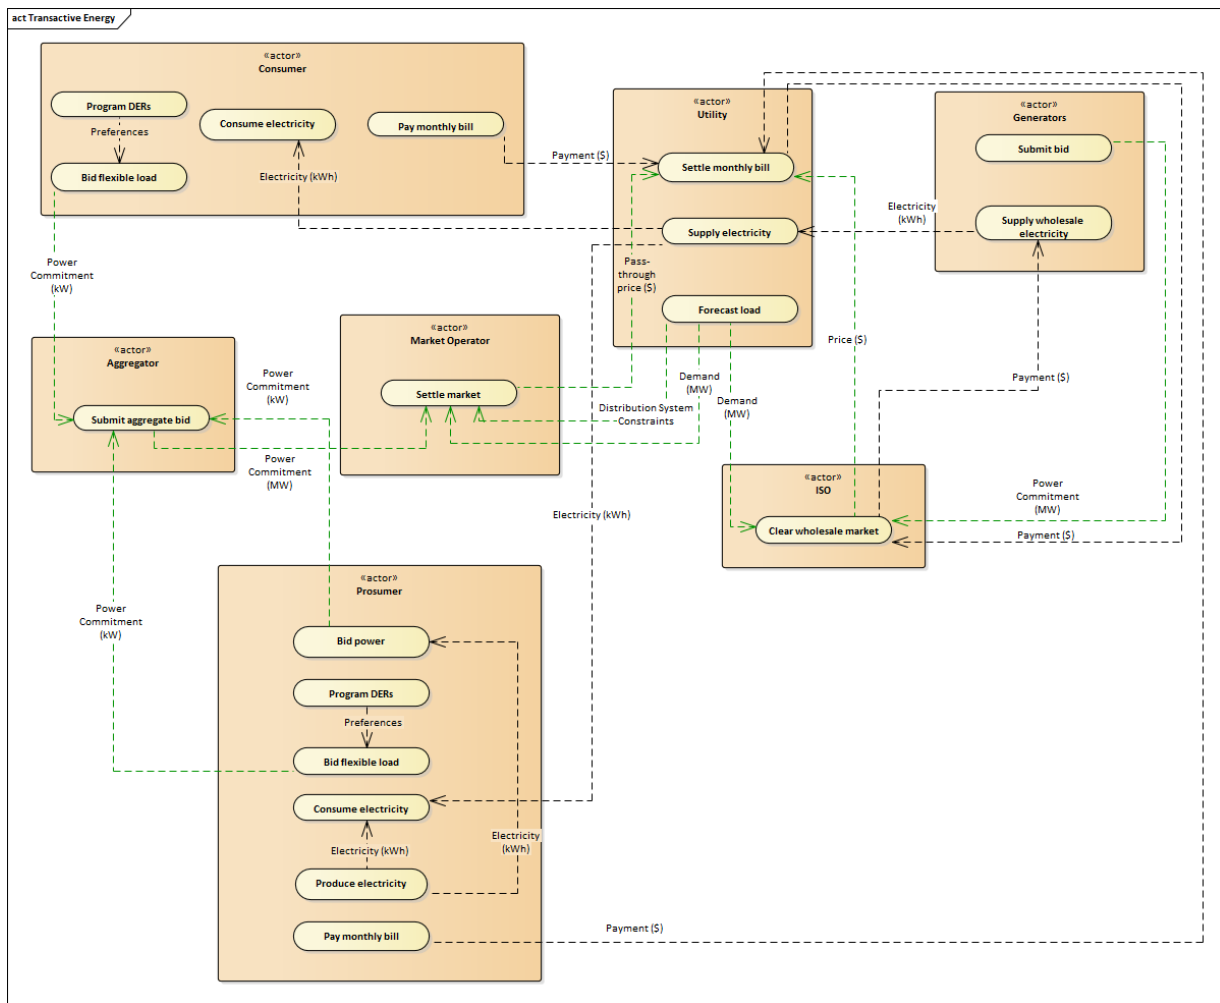 act Transactive Energy
«actor»
Consumer
Program DERs
Preferences
Bid flexible load
Consume electricity
Electricity (kWh)
Pay monthly bill
Payment ($)
«actor»
Utility
Settle monthly bill
Supply electricity
Forecast load
«actor»
Generators
Submit bid
Supply wholesale
electricity
Electricity
(kWh)
Power
Commitment
(kW)
Pass-
through
price ($)
Price ($)
Payment ($)
«actor»
Aggregator
Submit aggregate bid
Power
Commitment
(kW)
«actor»
Market Operator
Settle market
Power
Commitment
(MW)
Demand
(MW)
Distribution System
Constraints
Demand
(MW)
«actor»
ISO
Clear wholesale market
Power
Commitment
(MW)
Payment ($)
Electricity (kWh)
Power
Commitment
(kW)
«actor»
Prosumer
Bid power
Program DERs
Preferences
Bid flexible load
Consume electricity
Electricity (kWh)
Electricity
(kWh)
Produce electricity
Pay monthly bill
Payment ($)